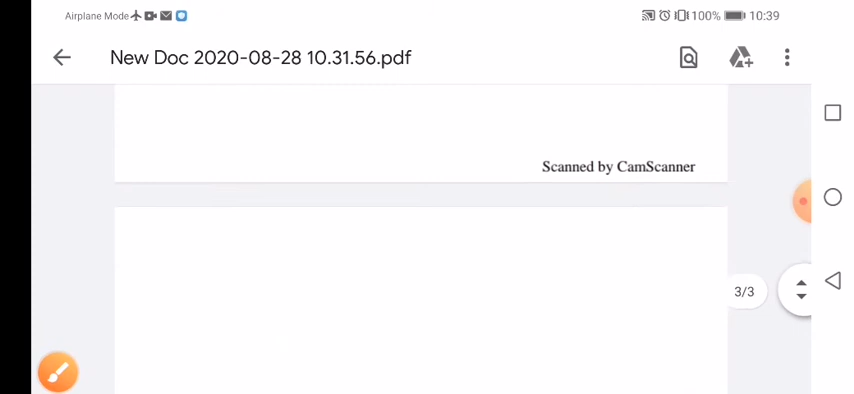 Airplane Mode 100% 10:39
New Doc 2020-08-28 10.31.56.pdf
Scanned by CamScanner
3/3